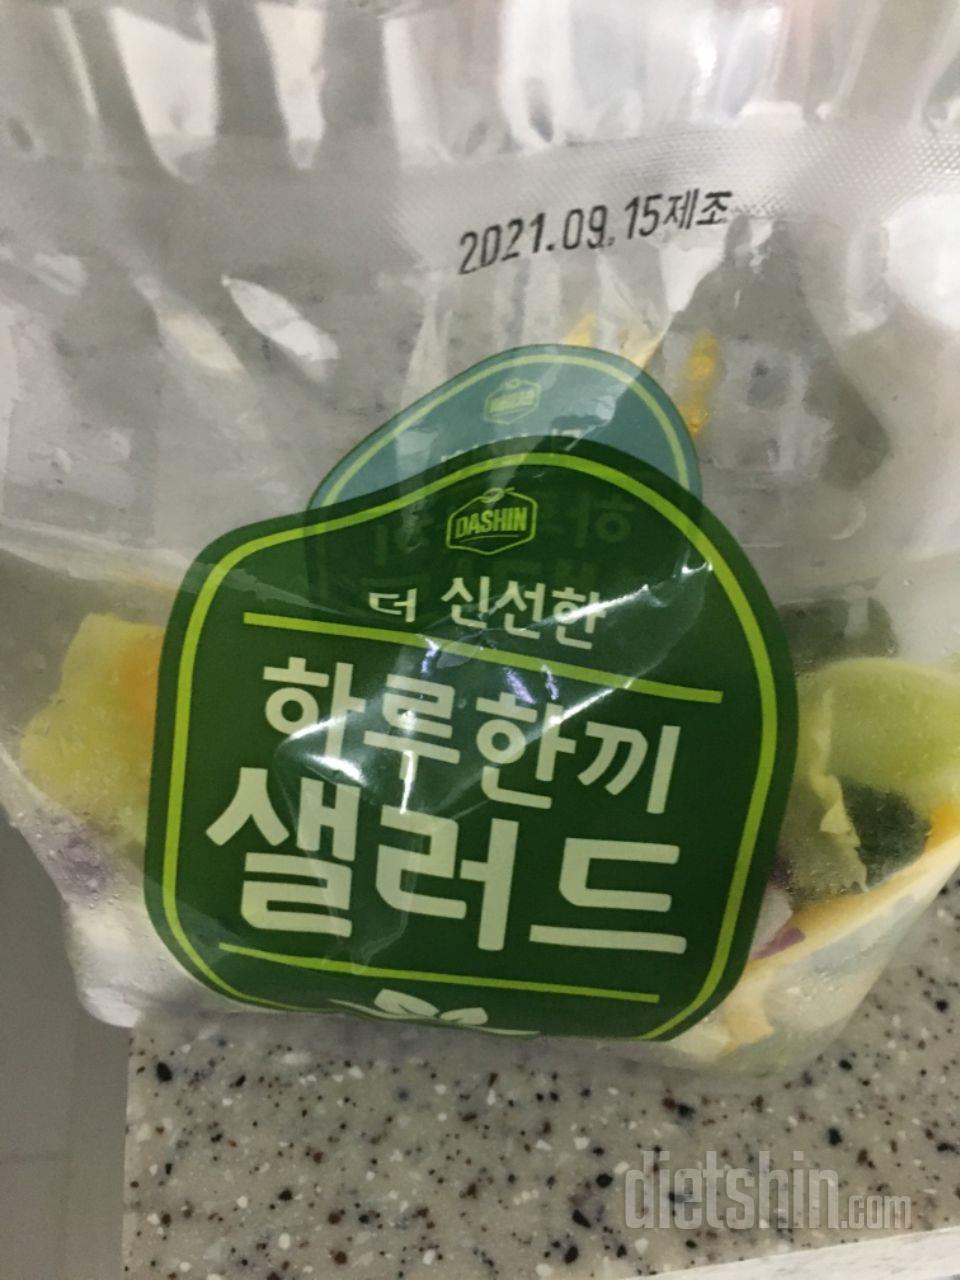 2021.09.15제조
DASHIN
더 신선한
하루한끼
샐러드
dietshin.com